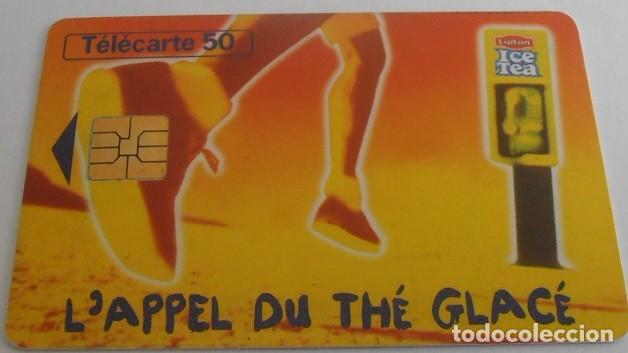 Télécarte 50
Lipton
Ice
Tea
L'APPEL DU THÉ GLACÉ
todocoleccion